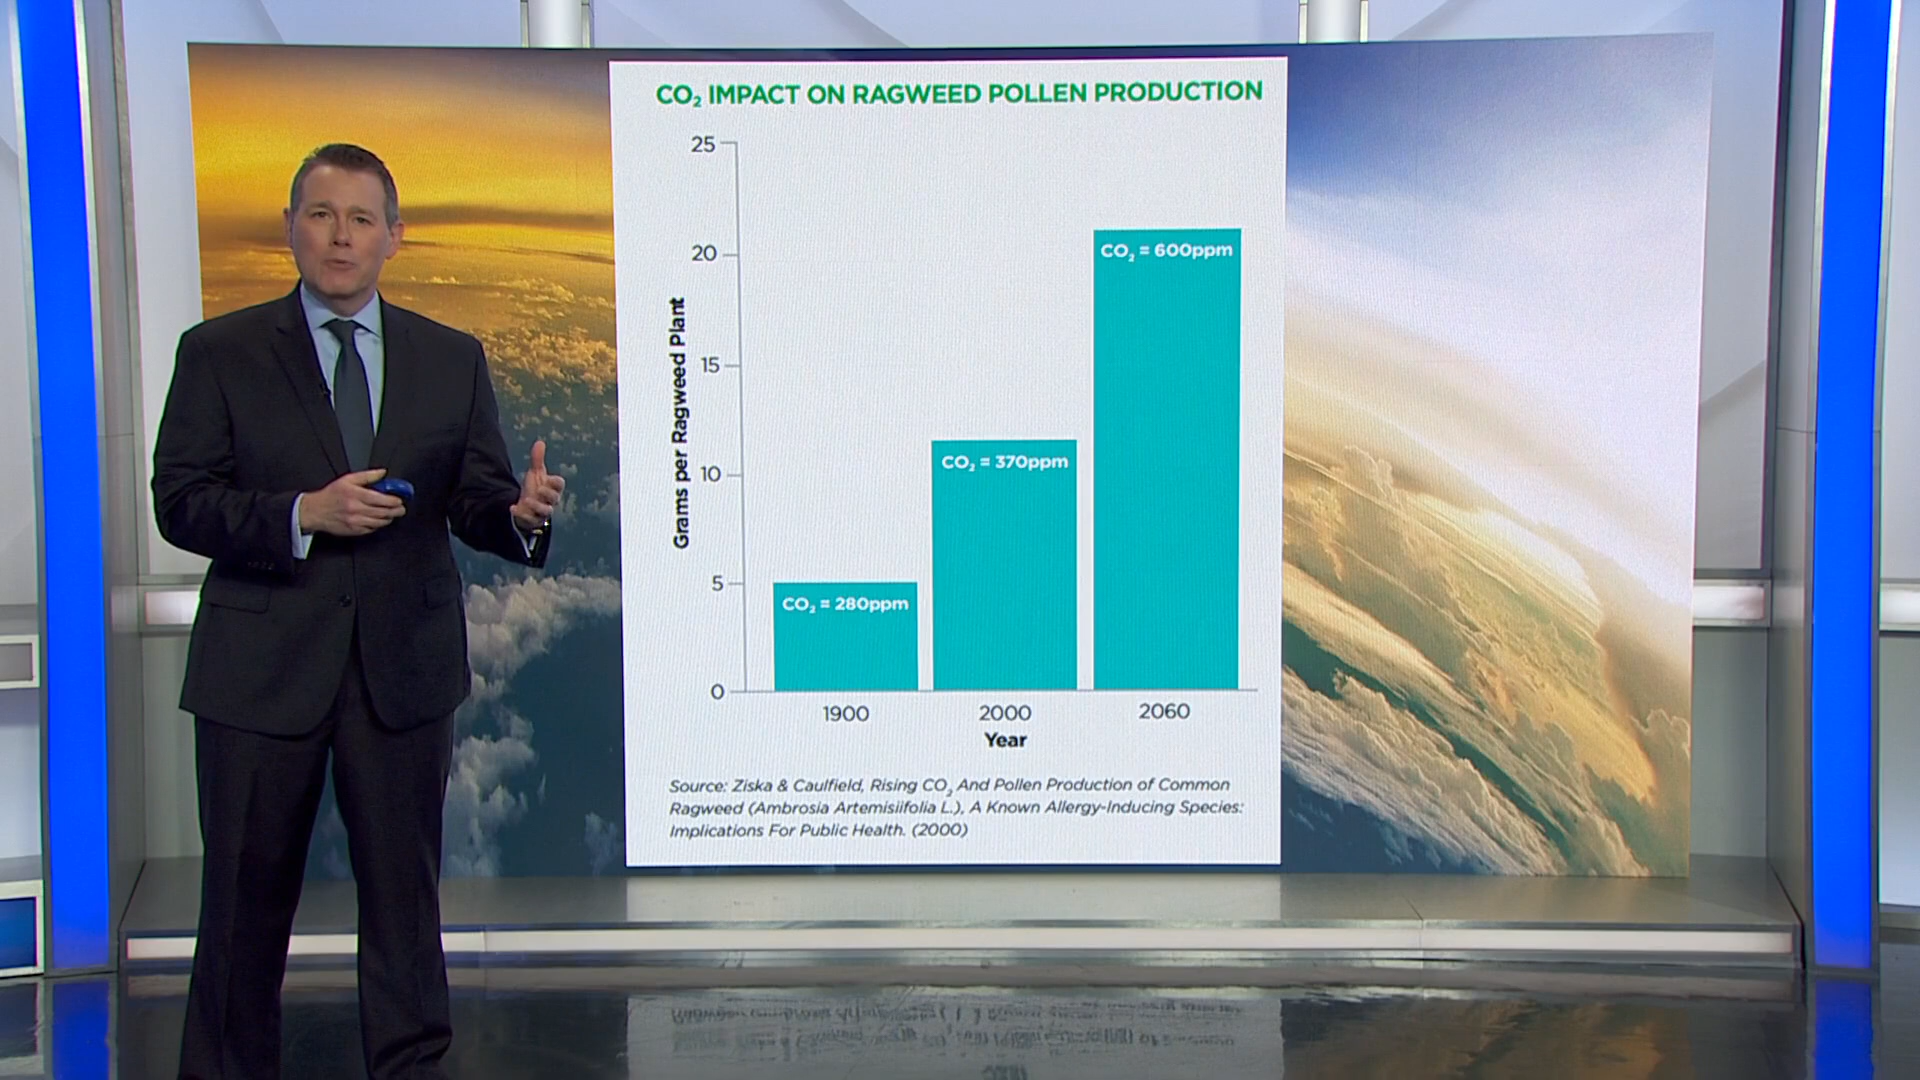 CO₂ IMPACT ON RAGWEED POLLEN PRODUCTION
25
20
15
10
5
0
Grams per Ragweed Plant
CO₂ = 280ppm
CO₂ = 370ppm
CO₂ = 600ppm
1900 2000 2060
Year
Source: Ziska & Caulfield, Rising CO₂ And Pollen Production of Common
Ragweed (Ambrosia Artemisiifolia L.), A Known Allergy-Inducing Species:
Implications For Public Health. (2000)